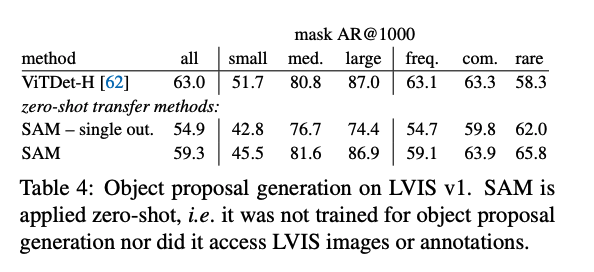 mask AR@1000
method all small med. large freq. com. rare
ViTDet-H [62] 63.0 51.7 80.8 87.0 63.1 63.3 58.3
zero-shot transfer methods:
SAM – single out. 54.9 42.8 76.7 74.4 54.7 59.8 62.0
SAM 59.3 45.5 81.6 86.9 59.1 63.9 65.8
Table 4: Object proposal generation on LVIS v1. SAM is
applied zero-shot, i.e. it was not trained for object proposal
generation nor did it access LVIS images or annotations.